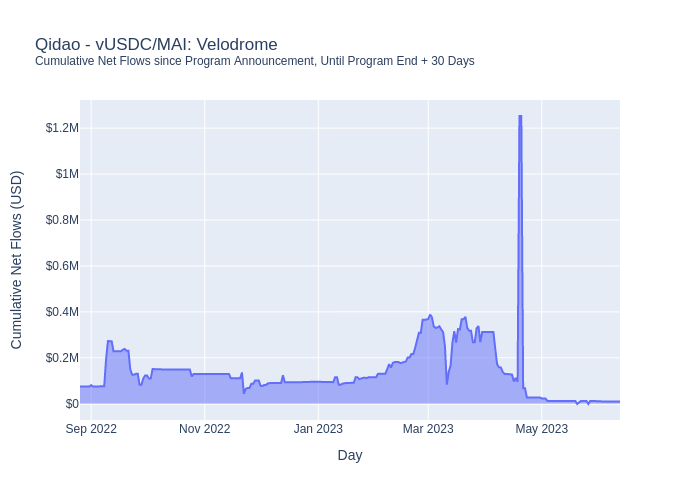 Qidao - vUSDC/MAI: Velodrome
Cumulative Net Flows since Program Announcement, Until Program End + 30 Days
Cumulative Net Flows (USD)
$1.2M
$1M
$0.8M
$0.6M
$0.4M
$0.2M
$0
Sep 2022 Nov 2022 Jan 2023 Mar 2023 May 2023
Day